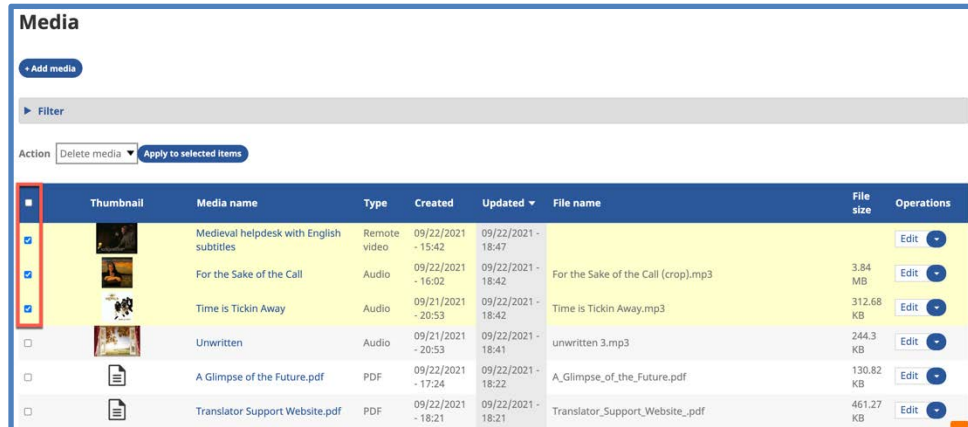 Media
+ Add media
▶ Filter
Action Delete media ▼ Apply to selected items
Thumbnail Media name Type Created Updated ▼ File name File size Operations
Medieval helpdesk with English subtitles Remote video 09/22/2021 - 15:42 09/22/2021 - 18:47 Edit
For the Sake of the Call Audio 09/22/2021 - 16:02 09/22/2021 - 18:42 For the Sake of the Call (crop).mp3 3.84 MB Edit
Time is Tickin Away Audio 09/21/2021 - 20:53 09/22/2021 - 18:42 Time is Tickin Away.mp3 312.68 KB Edit
Unwritten Audio 09/21/2021 - 20:53 09/22/2021 - 18:41 unwritten 3.mp3 244.3 KB Edit
A Glimpse of the Future.pdf PDF 09/22/2021 - 17:24 09/22/2021 - 18:22 A_Glimpse_of_the_Future.pdf 130.82 KB Edit
Translator Support Website.pdf PDF 09/22/2021 - 18:21 09/22/2021 - 18:21 Translator_Support_Website_.pdf 461.27 KB Edit